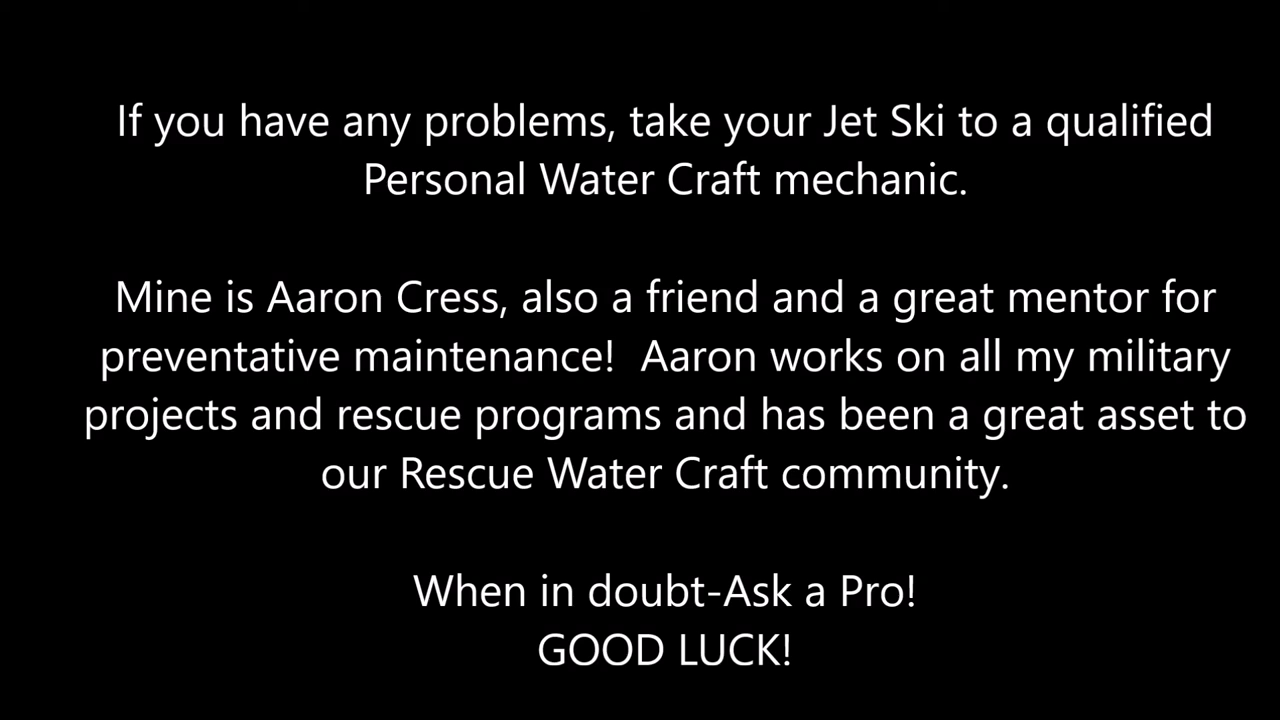 If you have any problems, take your Jet Ski to a qualified
Personal Water Craft mechanic.
Mine is Aaron Cress, also a friend and a great mentor for
preventative maintenance!  Aaron works on all my military
projects and rescue programs and has been a great asset to
our Rescue Water Craft community.
When in doubt-Ask a Pro!
GOOD LUCK!